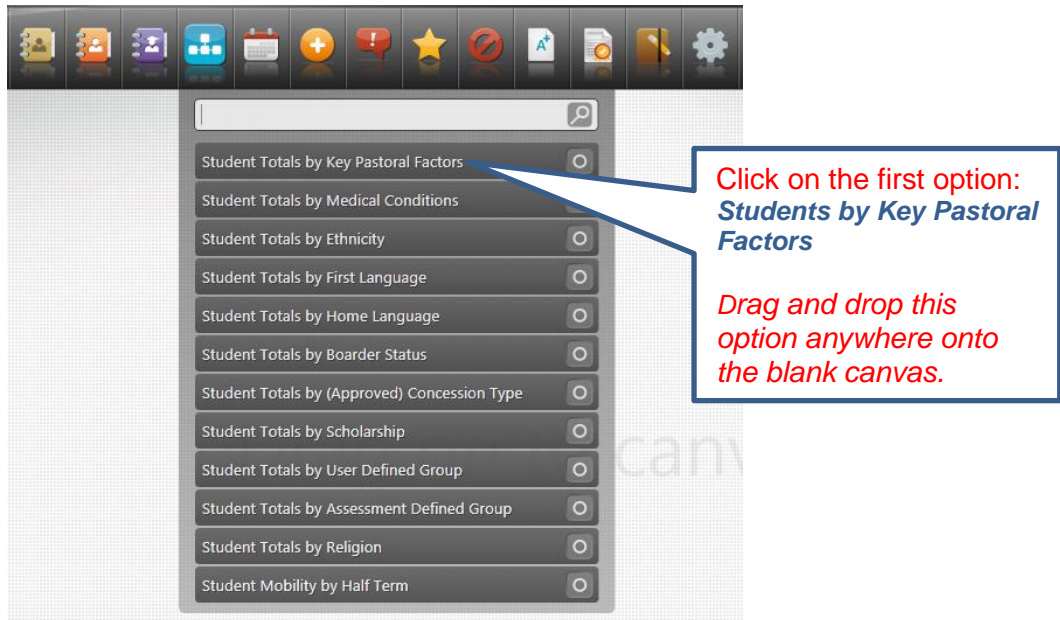 A+
Student Totals by Key Pastoral Factors
Student Totals by Medical Conditions
Student Totals by Ethnicity
Student Totals by First Language
Student Totals by Home Language
Student Totals by Boarder Status
Student Totals by (Approved) Concession Type
Student Totals by Scholarship
Student Totals by User Defined Group
Student Totals by Assessment Defined Group
Student Totals by Religion
Student Mobility by Half Term
Click on the first option:
Students by Key Pastoral
Factors
Drag and drop this
option anywhere onto
the blank canvas.